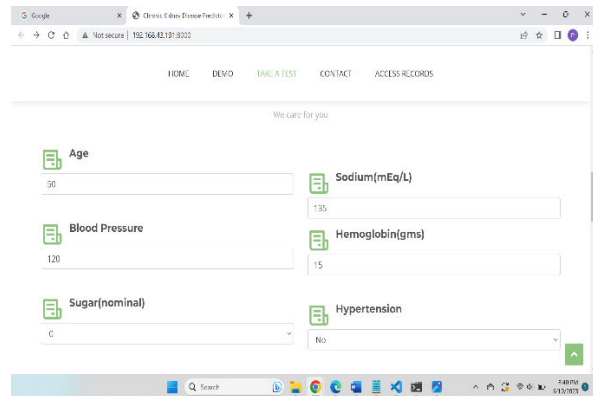 Google
Chronic Kidney Disease Predictor
Not secure
192.168.43.191:8000
HOME DEMO TAKE A TEST CONTACT ACCESS RECORDS
We care for you
Age
50
Sodium(mEq/L)
135
Blood Pressure
120
Hemoglobin(gms)
15
Sugar(nominal)
0
Hypertension
No
Search